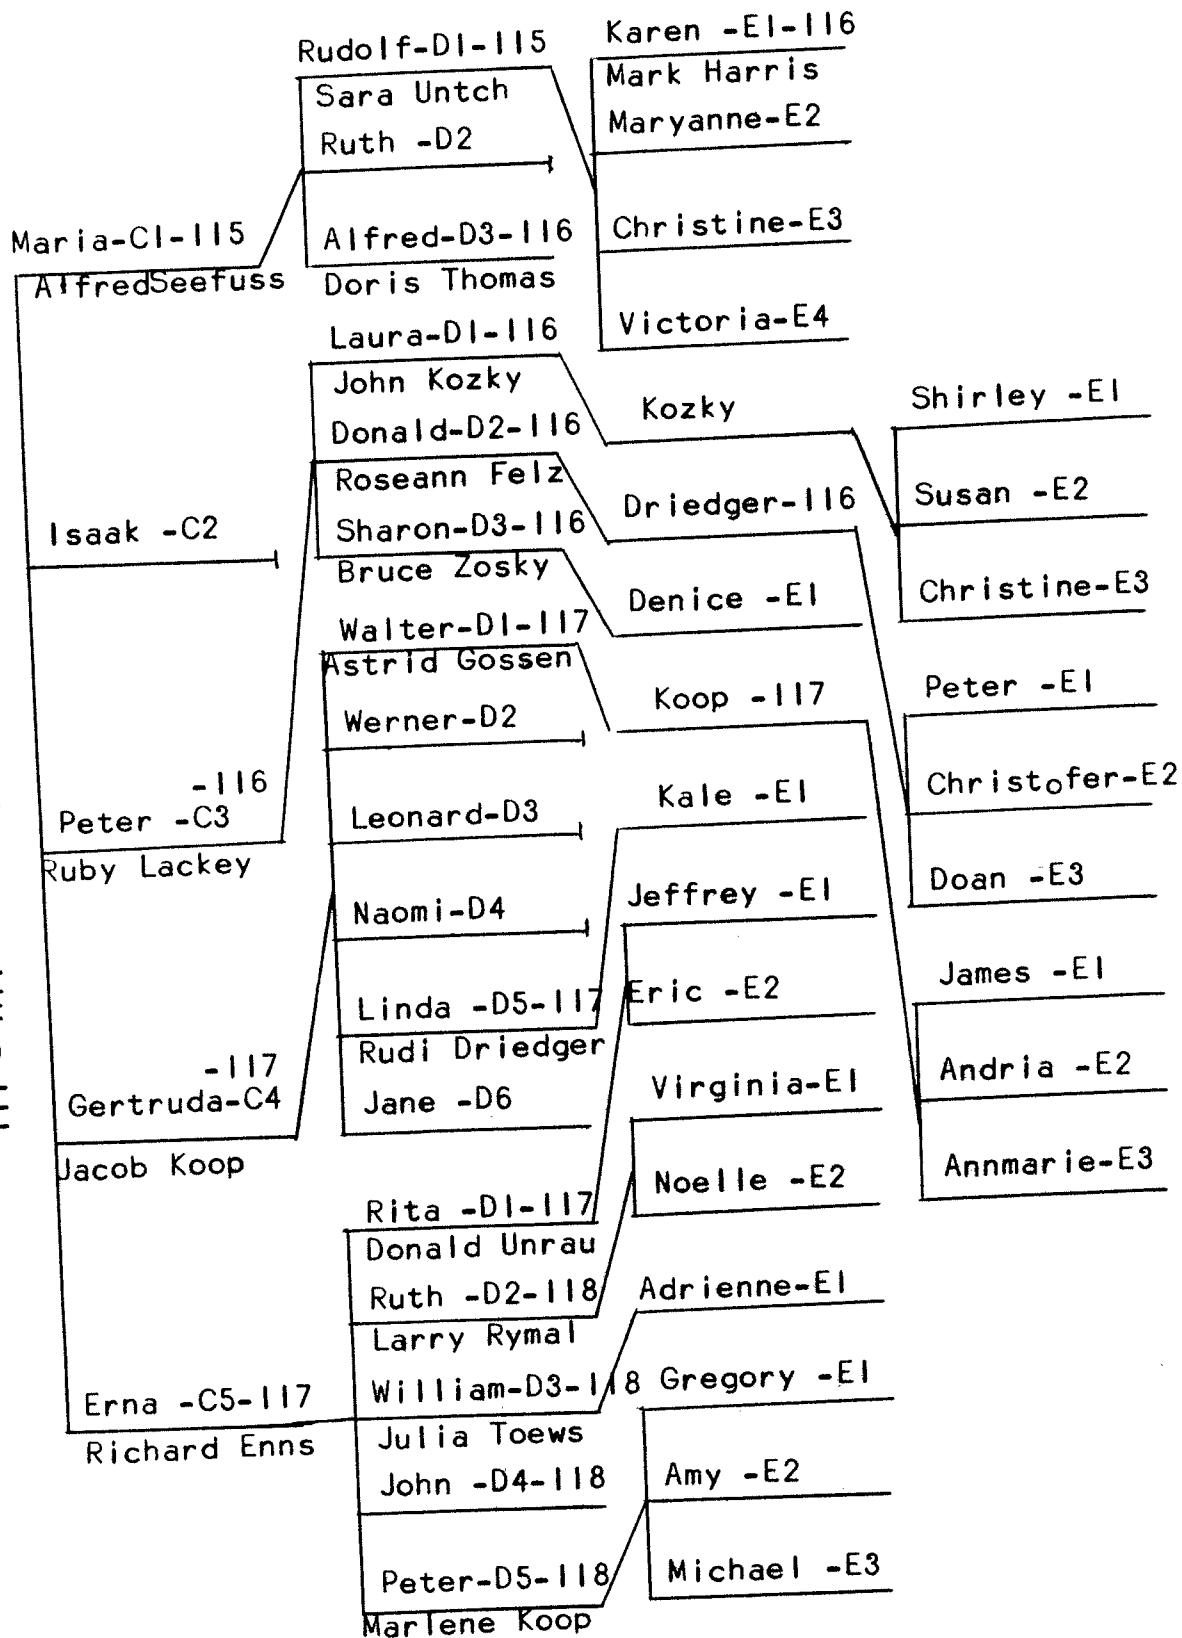 Rudolf-D1-115
Sara Untch
Ruth -D2
Alfred-D3-116
Doris Thomas
Karen -E1-116
Mark Harris
Maryanne-E2
Christine-E3
Victoria-E4
Maria-C1-115
AlfredSeefuss
Laura-D1-116
John Kozky
Donald-D2-116
Roseann Felz
Sharon-D3-116
Bruce Zosky
Kozky
Driedger-116
Denice -E1
Shirley -E1
Susan -E2
Christine-E3
Isaak -C2
Walter-D1-117
Astrid Gossen
Werner-D2
Leonard-D3
Naomi-D4
Linda -D5-117
Rudi Driedger
Jane -D6
Koop -117
Kale -E1
Peter -E1
Christofer-E2
Doan -E3
-116
Peter -C3
Ruby Lackey
Jeffrey -E1
Eric -E2
James -E1
Andria -E2
Annmarie-E3
-117
Gertruda-C4
Jacob Koop
Virginia-E1
Noelle -E2
Rita -D1-117
Donald Unrau
Ruth -D2-118
Larry Rymal
William-D3-118
Julia Toews
John -D4-118
Peter-D5-118
Marlene Koop
Adrienne-E1
Gregory -E1
Amy -E2
Michael -E3
Erna -C5-117
Richard Enns